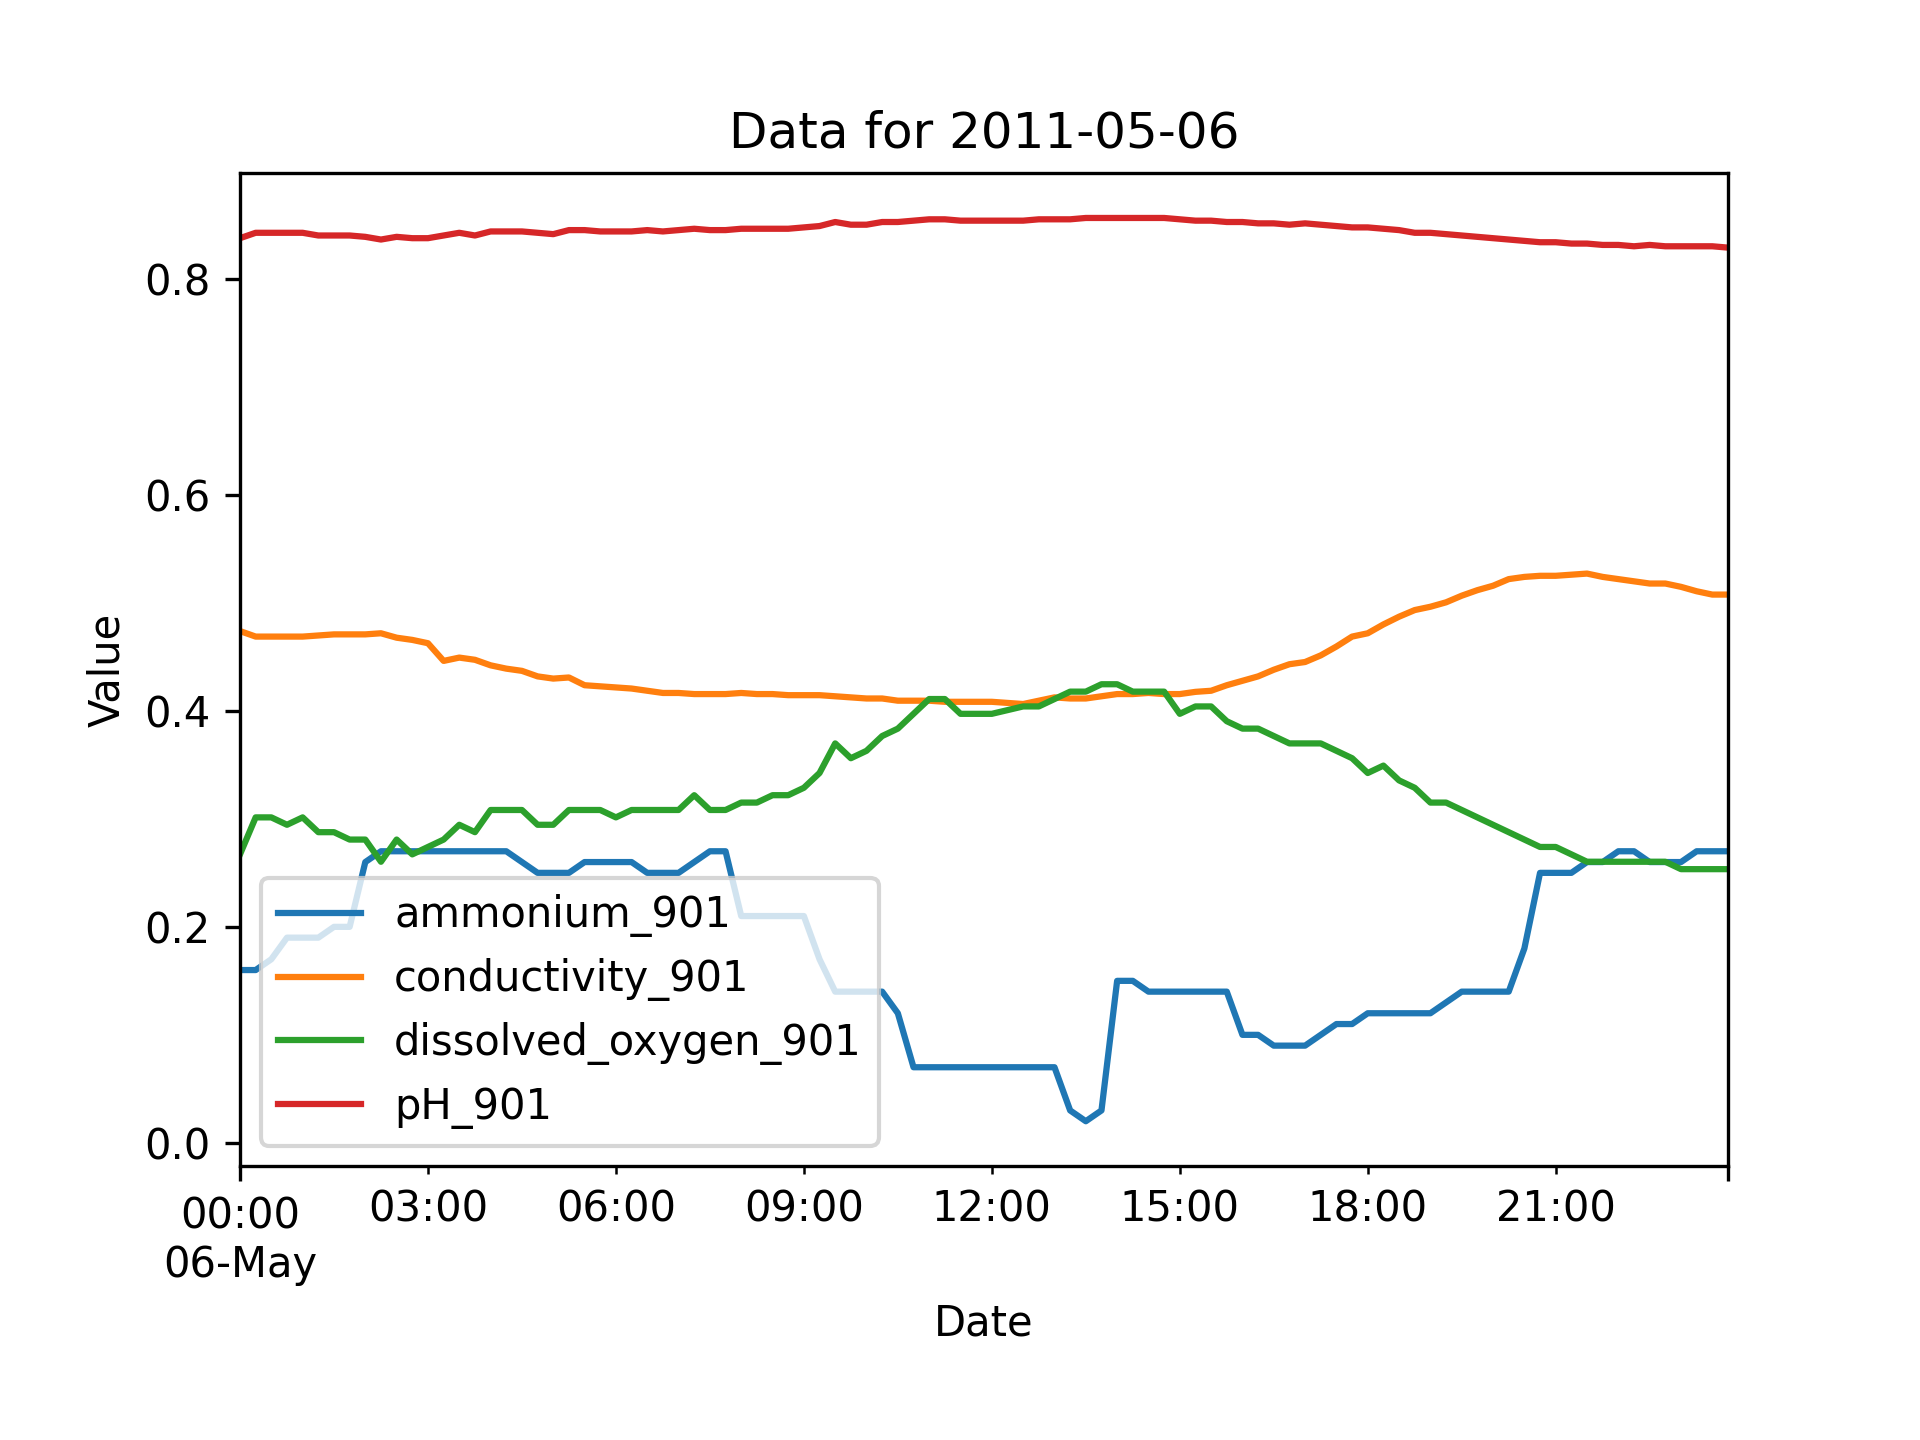 Data for 2011-05-06
Value
0.8
0.6
0.4
0.2
0.0
ammonium_901
conductivity_901
dissolved_oxygen_901
pH_901
00:00 03:00 06:00 09:00 12:00 15:00 18:00 21:00
06-May
Date